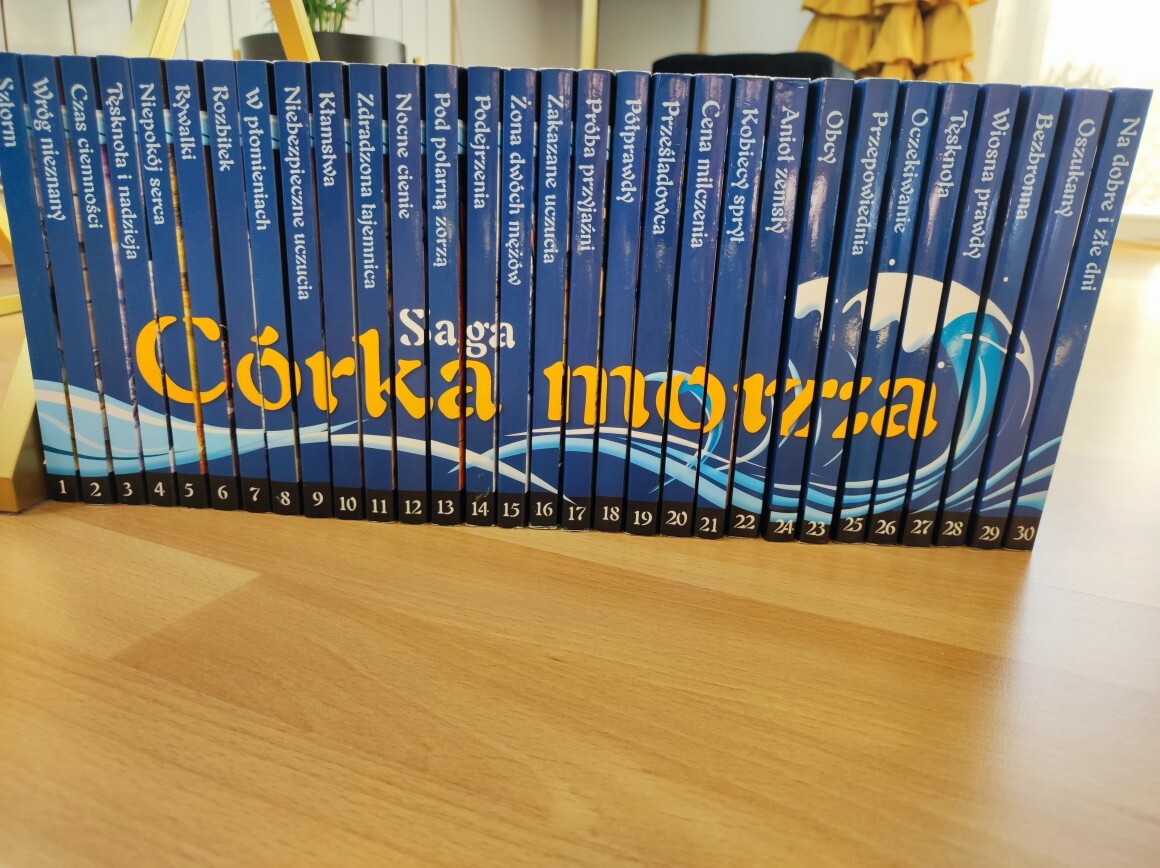 Sztorm
Wróg nieznany
Czas ciemności
Tęsknota i nadzieja
Niepokój serca
Rywalki
Rozbitek
W płomieniach
Niebezpieczne uczucia
Kłamstwa
Zdradzona tajemnica
Nocne cienie
Pod polarną zorzą
Podejrzenia
Żona dwóch mężów
Zakazane uczucia
Próba przyjaźni
Półprawdy
Prześladowca
Cena milczenia
Kobiecy spryt
Anioł zemsty
Obcy
Przepowiednia
Oczekiwanie
Tęsknota
Wiosna prawdy
Bezbronna
Oszukany
Na dobre i złe dni
Saga
Córka morza
1 2 3 4 5 6 7 8 9 10 11 12 13 14 15 16 17 18 19 20 21 22 24 23 25 26 27 28 29 30